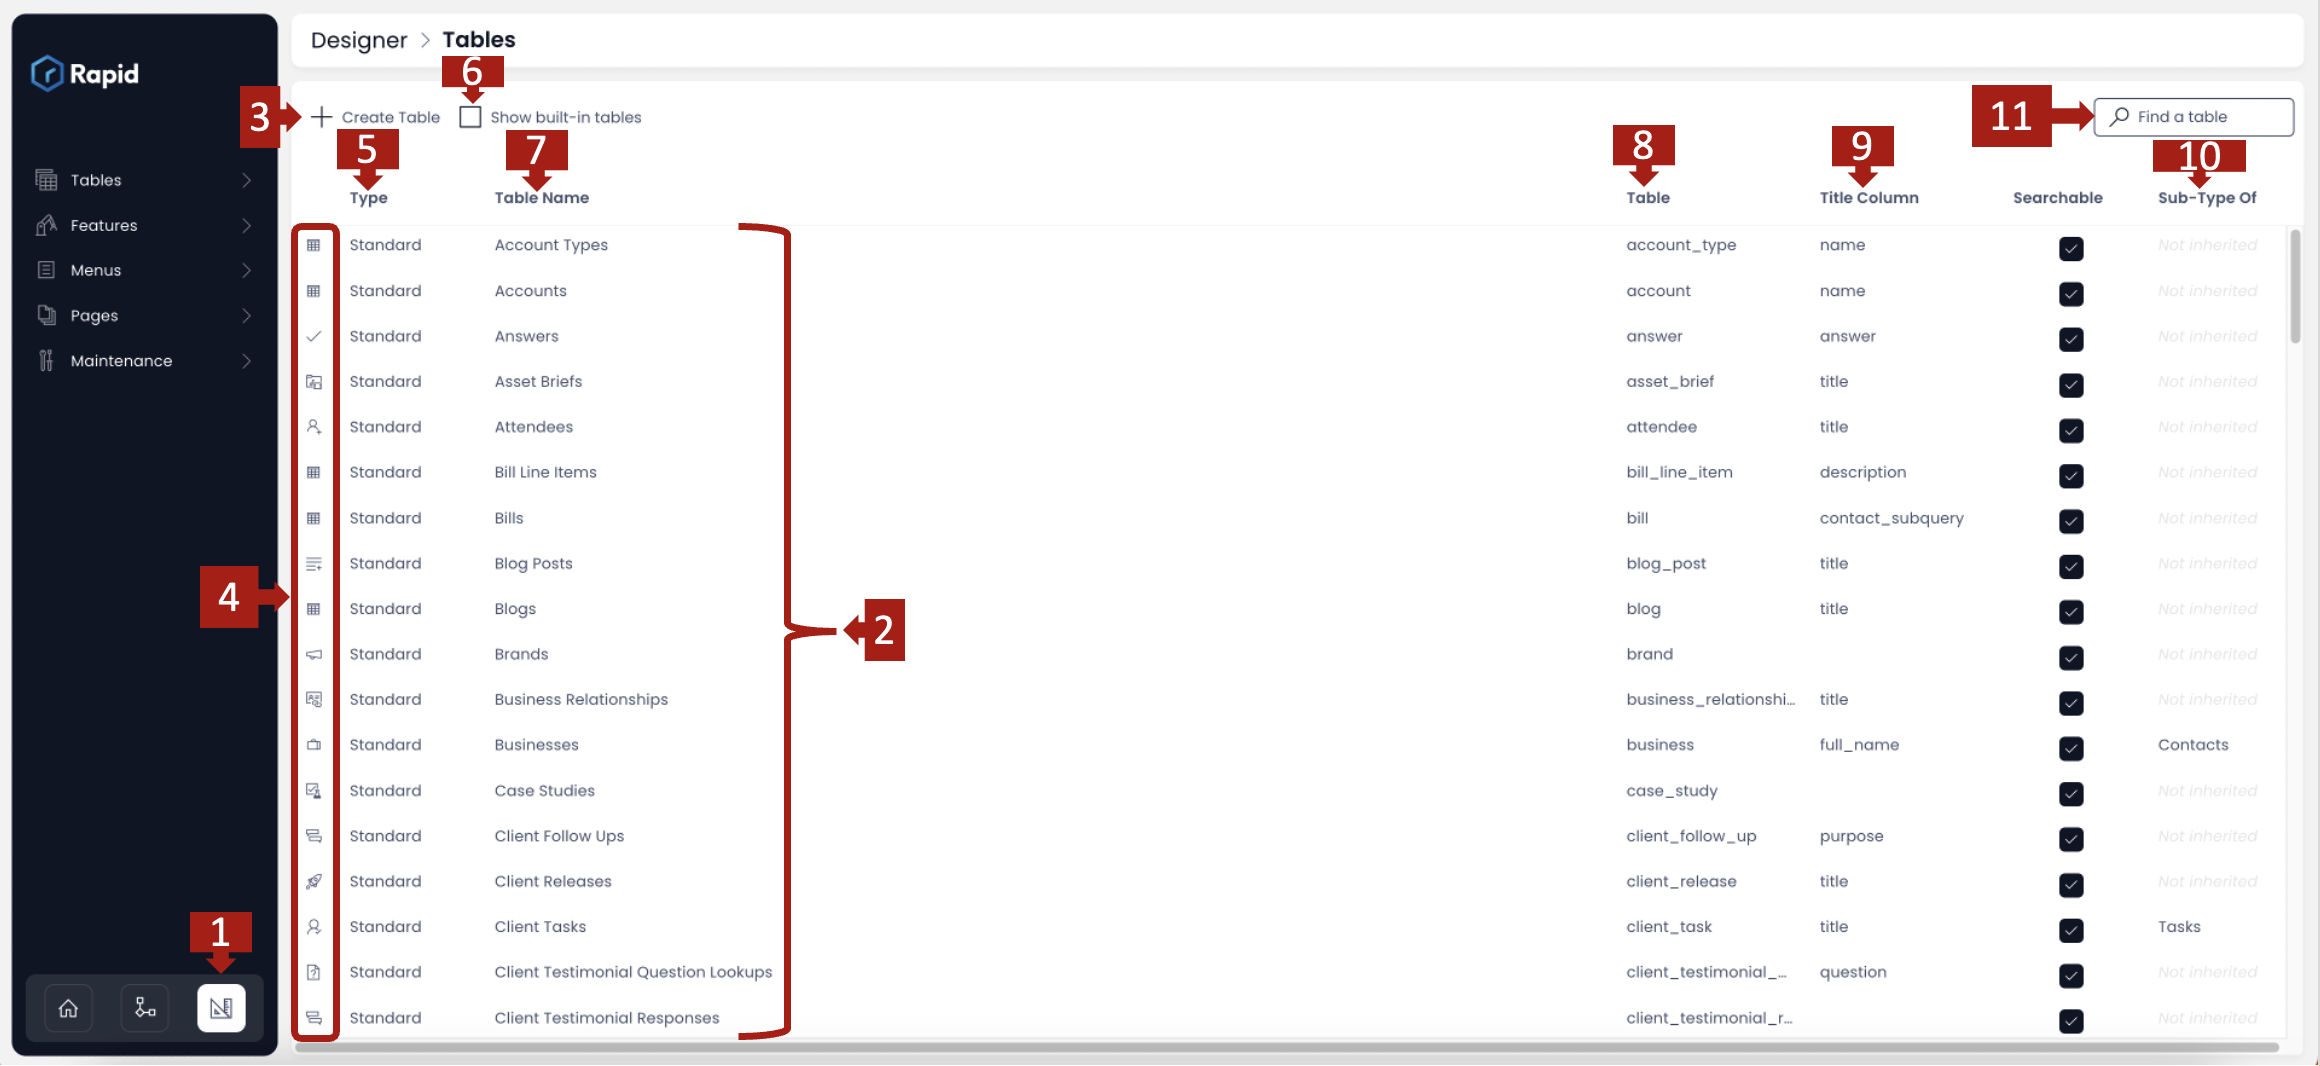 Designer > Tables
Rapid
6
3
Create Table
Show built-in tables
11
Find a table
5
7
8
9
10
Type
Table Name
Table
Title Column
Searchable
Sub-Type Of
Tables
Features
Menus
Pages
Maintenance
Standard Account Types account_type name Not inherited
Standard Accounts account name Not inherited
Standard Answers answer answer Not inherited
Standard Asset Briefs asset_brief title Not inherited
Standard Attendees attendee title Not inherited
Standard Bill Line Items bill_line_item description Not inherited
Standard Bills bill contact_subquery Not inherited
Standard Blog Posts blog_post title Not inherited
Standard Blogs blog title Not inherited
4
2
Standard Brands brand Not inherited
Standard Business Relationships business_relationshi... title Not inherited
Standard Businesses business full_name Contacts
Standard Case Studies case_study Not inherited
Standard Client Follow Ups client_follow_up purpose Not inherited
Standard Client Releases client_release title Not inherited
Standard Client Tasks client_task title Tasks
1
Standard Client Testimonial Question Lookups client_testimonial_... question Not inherited
Standard Client Testimonial Responses client_testimonial_r... Not inherited